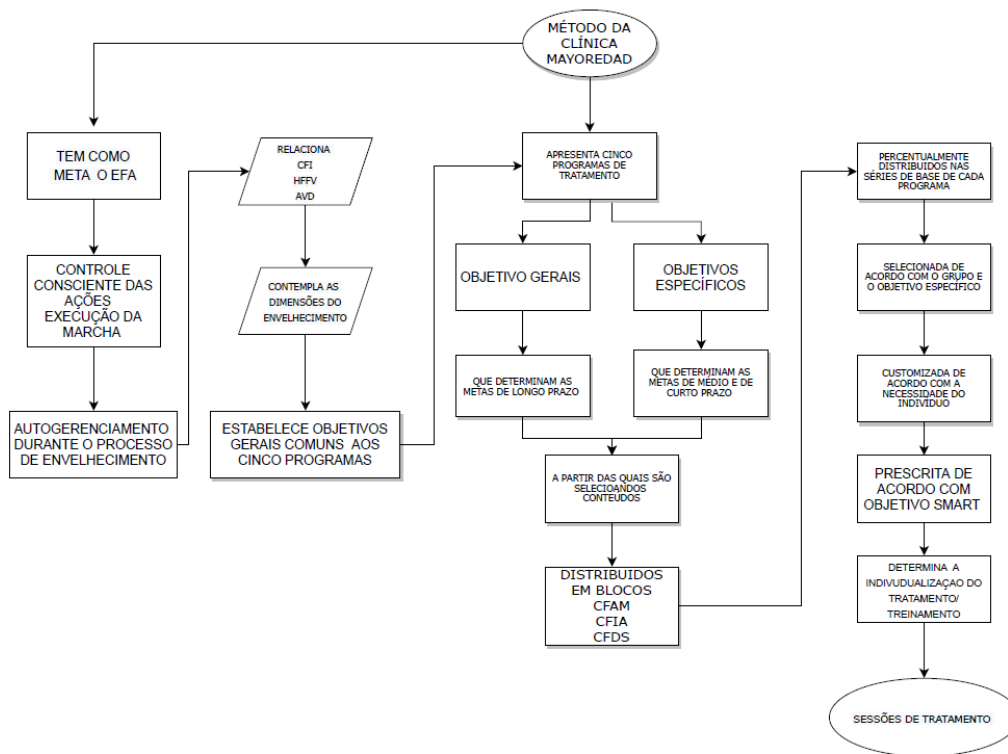 MÉTODO DA
CLÍNICA
MAYOREDAD
TEM COMO
META O EFA
CONTROLE
CONSCIENTE DAS
AÇÕES
EXECUÇÃO DA
MARCHA
AUTOGERENCIAMENTO
DURANTE O PROCESSO
DE ENVELHECIMENTO
RELACIONA
CFI
HFFV
AVD
CONTEMPLA AS
DIMENSÕES DO
ENVELHECIMENTO
ESTABELECE OBJETIVOS
GERAIS COMUNS AOS
CINCO PROGRAMAS
APRESENTA CINCO
PROGRAMAS DE
TRATAMENTO
OBJETIVO GERAIS
OBJETIVOS
ESPECÍFICOS
QUE DETERMINAM AS
METAS DE LONGO PRAZO
QUE DETERMINAM AS
METAS DE MÉDIO E DE
CURTO PRAZO
A PARTIR DAS QUAIS SÃO
SELECIOANDOS
CONTEÚDOS
DISTRIBUIDOS
EM BLOCOS
CFAM
CFIA
CFDS
PERCENTUALMENTE
DISTRIBUIDOS NAS
SÉRIES DE BASE DE CADA
PROGRAMA
SELECIONADA DE
ACORDO COM O GRUPO E
O OBJETIVO ESPECÍFICO
CUSTOMIZADA DE
ACORDO COM A
NECESSIDADE DO
INDIVÍDUO
PRESCRITA DE
ACORDO COM
OBJETIVO SMART
DETERMINA A
INDIVUDUALIZAÇAO DO
TRATAMENTO/
TREINAMENTO
SESSÕES DE TRATAMENTO